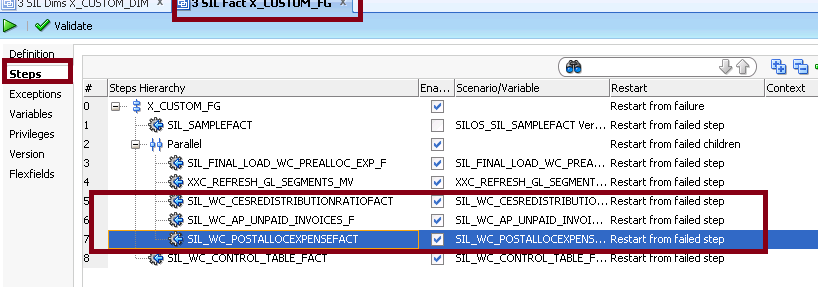 3 SIL Dims X_CUSTOM_DIM 3 SIL Fact X_CUSTOM_FG
Validate
Definition
Steps
Exceptions
Variables
Privileges
Version
Flexfields
# Steps Hierarchy Ena... Scenario/Variable Restart Context
0 X_CUSTOM_FG Restart from failure
1 SIL_SAMPLEFACT SILOS_SIL_SAMPLEFACT Ver... Restart from failed step
2 Parallel Restart from failed children
3 SIL_FINAL_LOAD_WC_PREALLOC_EXP_F SIL_FINAL_LOAD_WC_PREA... Restart from failed step
4 XXC_REFRESH_GL_SEGMENTS_MV XXC_REFRESH_GL_SEGMENT... Restart from failed step
5 SIL_WC_CESREDISTRIBUTIONRATIOFACT SIL_WC_CESREDISTRIBUTIO... Restart from failed step
6 SIL_WC_AP_UNPAID_INVOICES_F SIL_WC_AP_UNPAID_INVOI... Restart from failed step
7 SIL_WC_POSTALLOCEXPENSEFACT SIL_WC_POSTALLOCEXPENS... Restart from failed step
8 SIL_WC_CONTROL_TABLE_FACT SIL_WC_CONTROL_TABLE_F... Restart from failed step